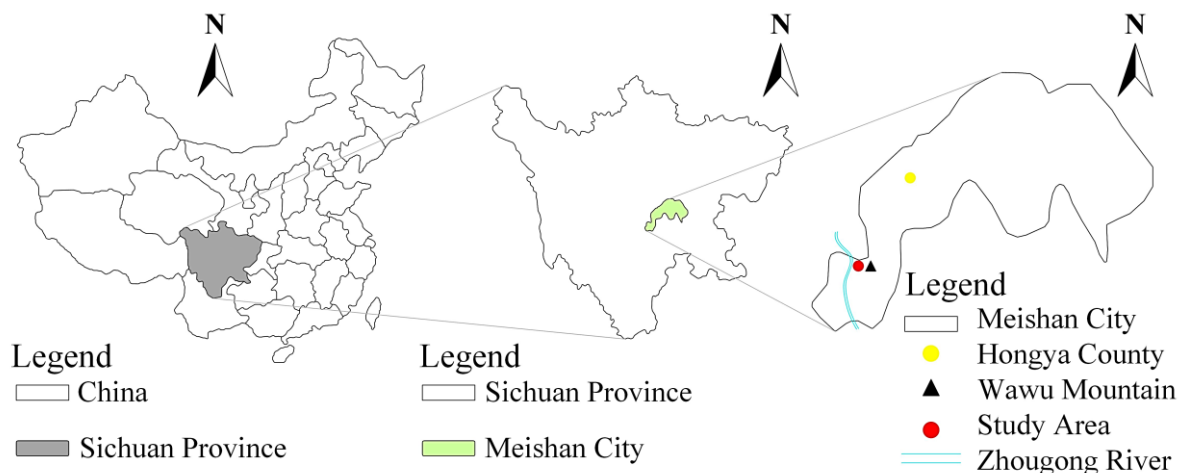 N
N
N
Legend
China
Sichuan Province
Legend
Sichuan Province
Meishan City
Legend
Meishan City
Hongya County
Wawu Mountain
Study Area
Zhougong River